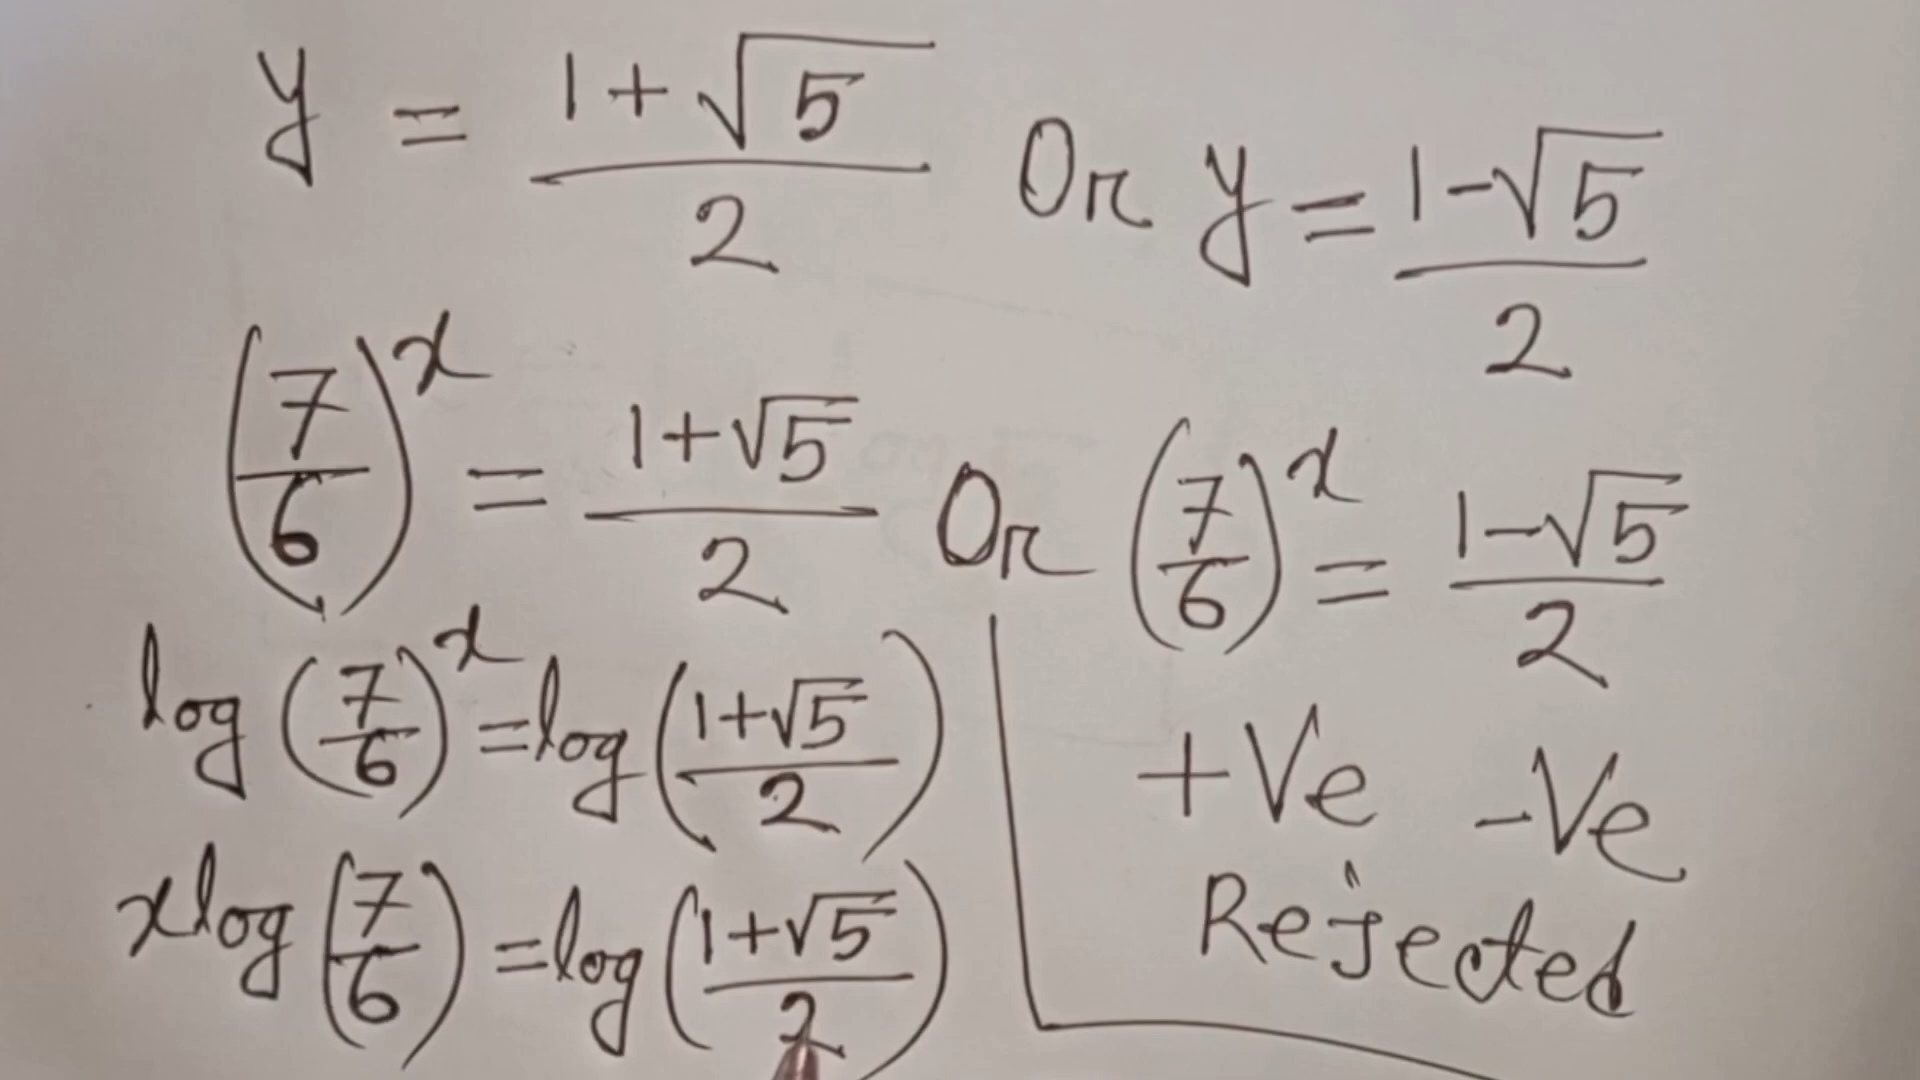 y = (1+√5)/2 Or y = (1-√5)/2
(7/6)^x = (1+√5)/2 Or (7/6)^x = (1-√5)/2
log(7/6)^x = log((1+√5)/2)
+Ve -Ve
x log(7/6) = log((1+√5)/2)
Rejected